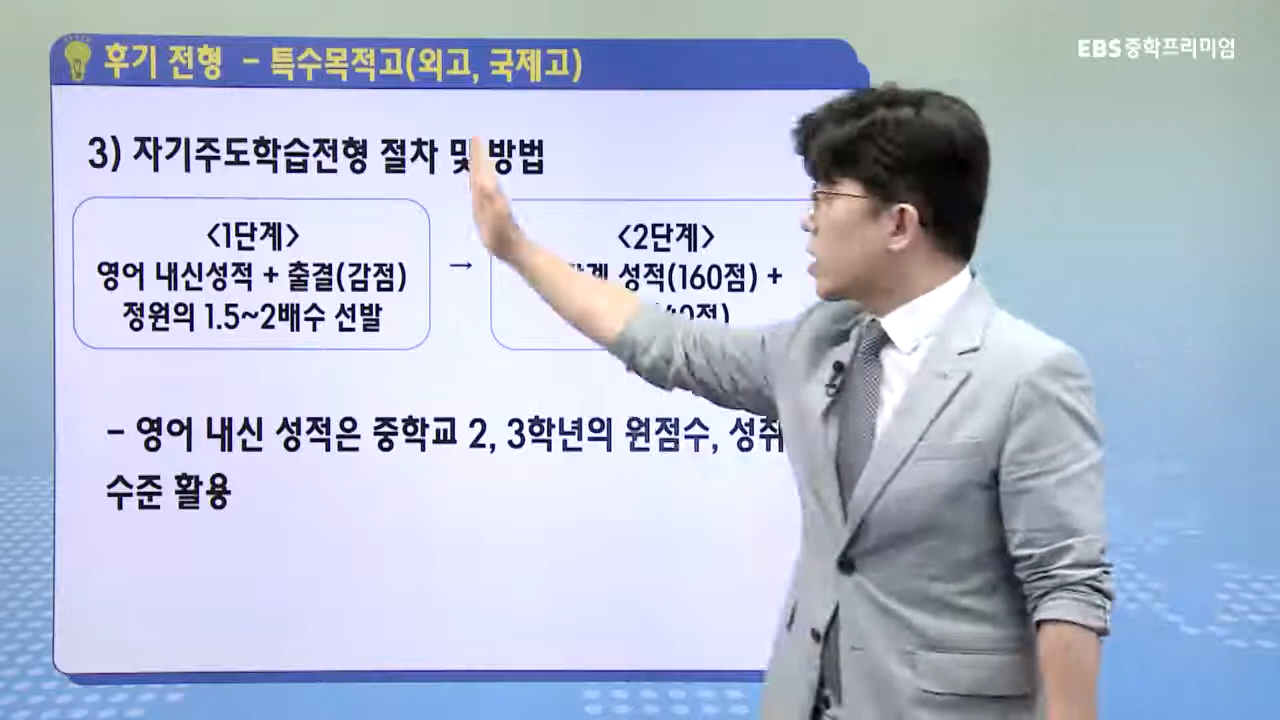 후기 전형 - 특수목적고(외고, 국제고)
EBS 중학프리미엄
3) 자기주도학습전형 절차 및 방법
<1단계>
영어 내신성적 + 출결(감점)
정원의 1.5~2배수 선발
→
<2단계>
성적(160점) +
- 영어 내신 성적은 중학교 2, 3학년의 원점수, 성취
수준 활용